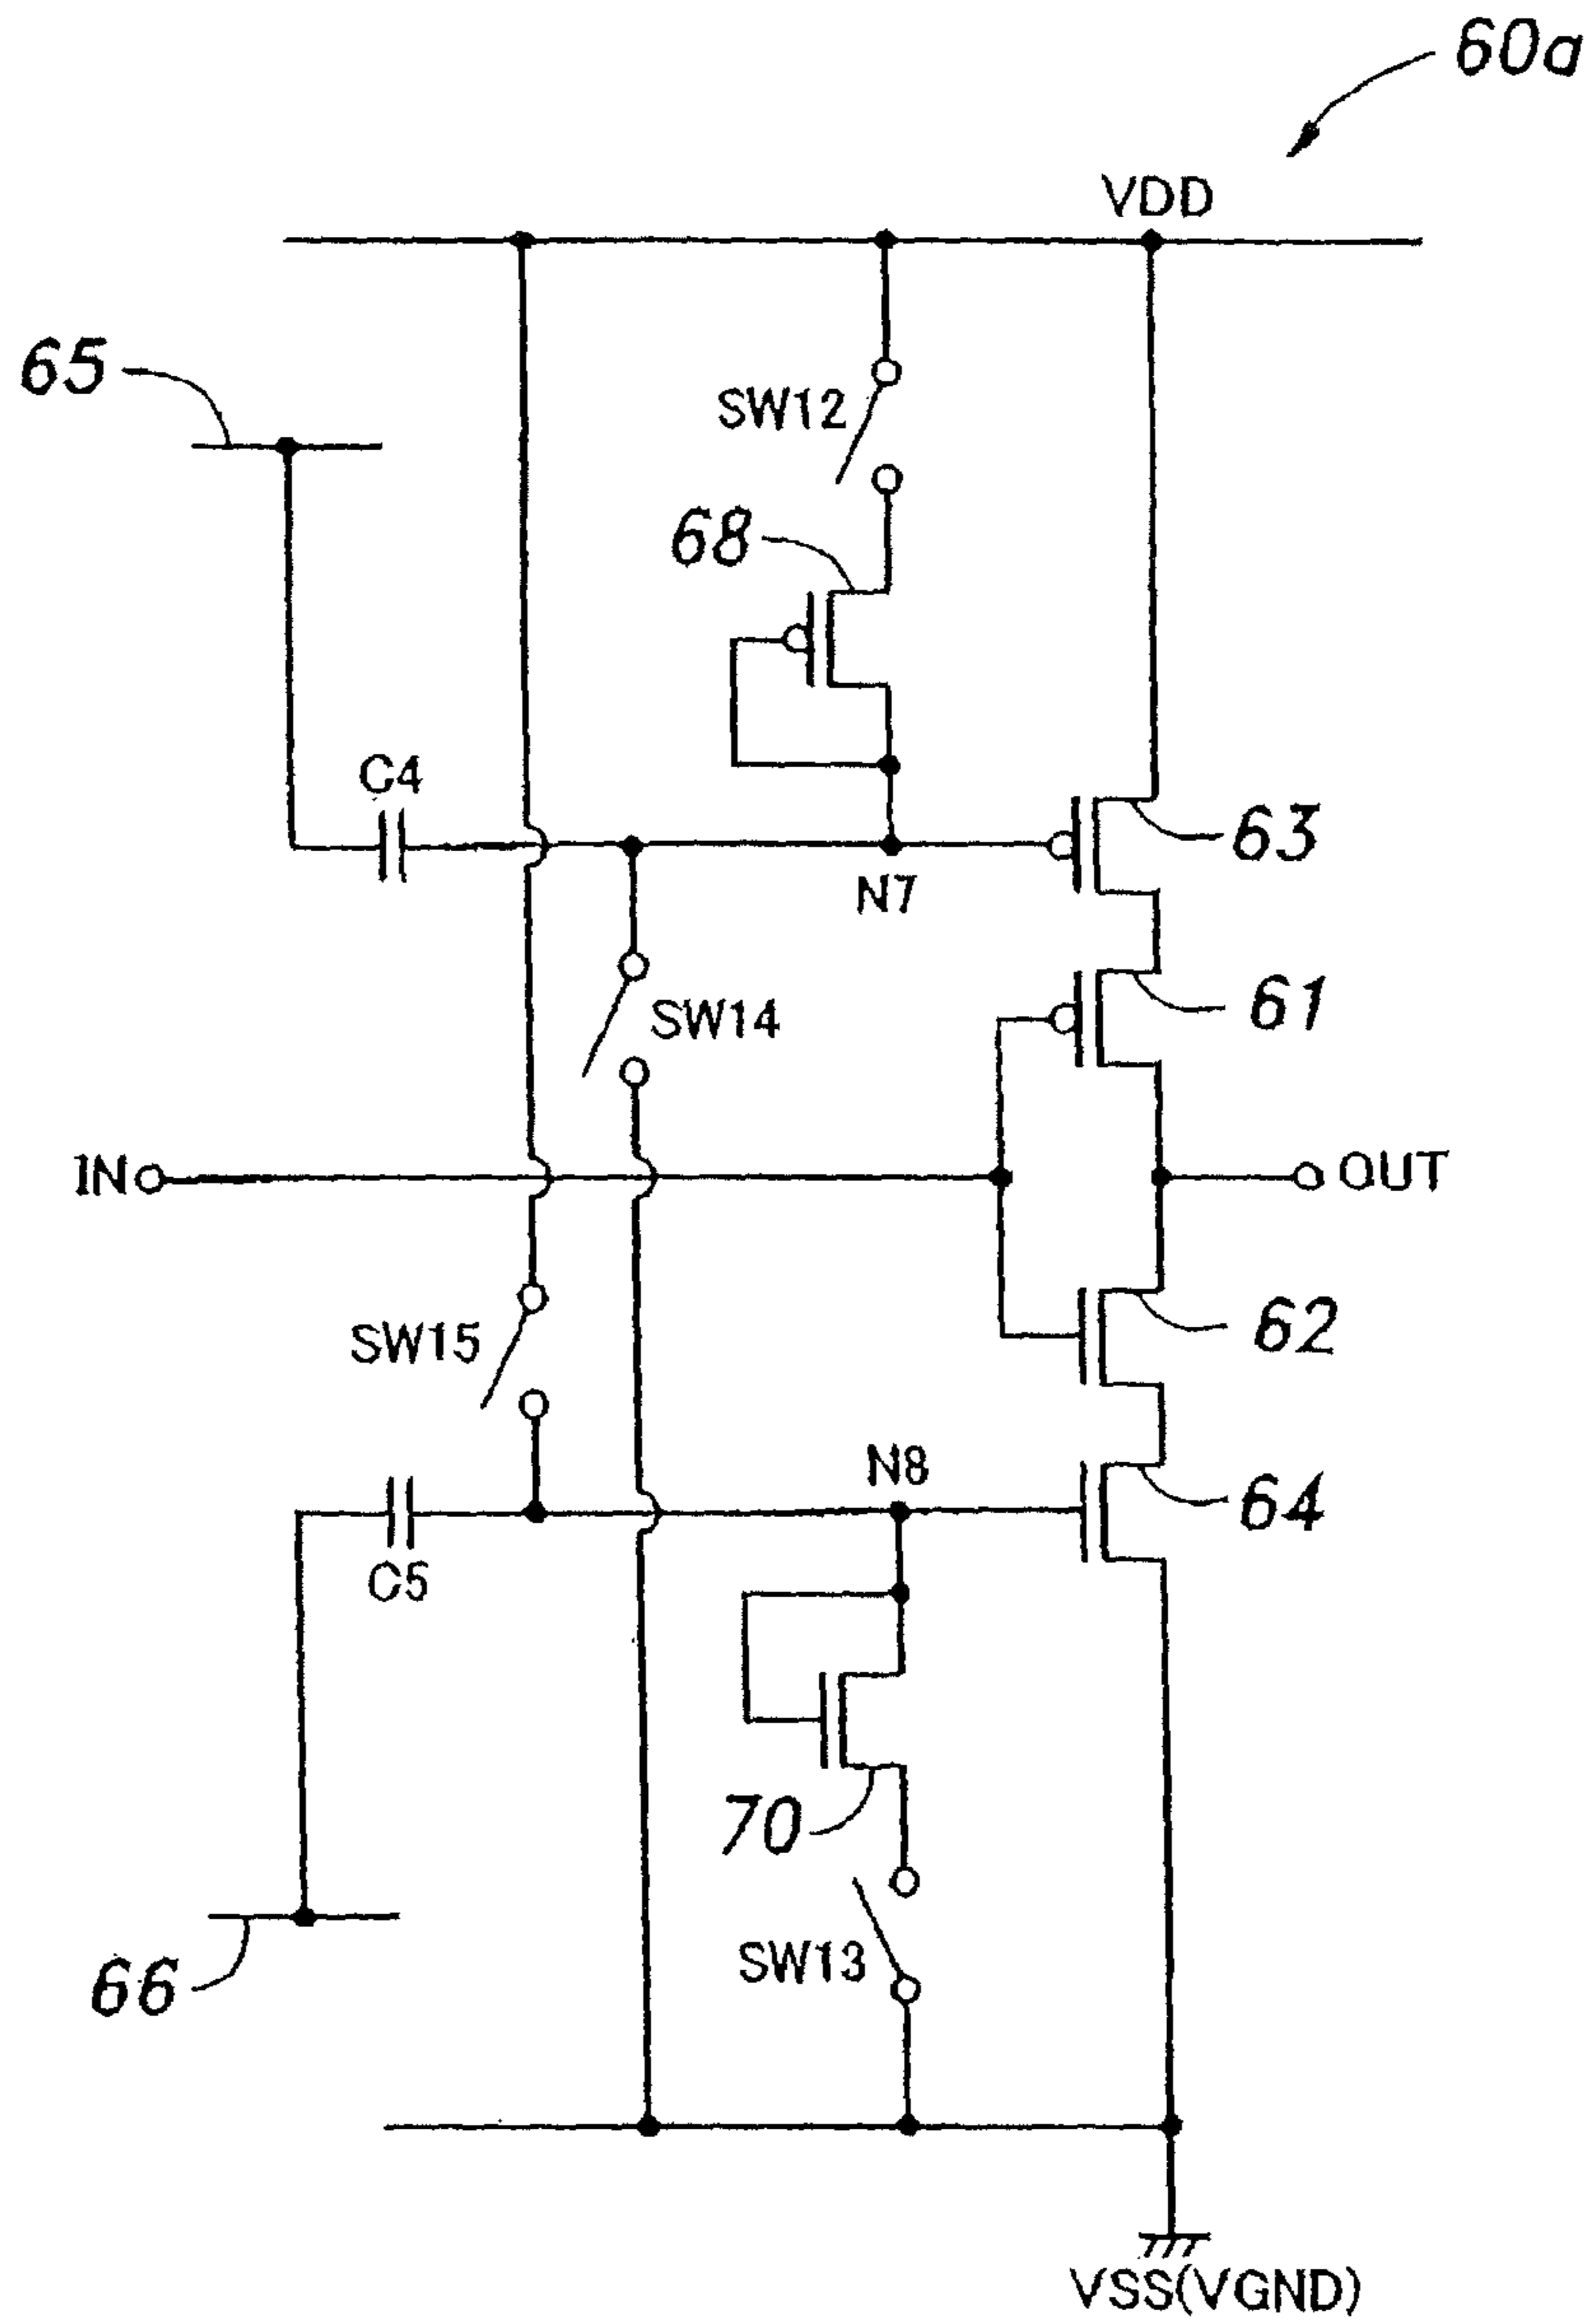 60a
VDD
65
SW12
68
C4
63
N7
61
SW14
IN
OUT
SW15
62
N8
64
C5
70
SW13
66
VSS(VGND)